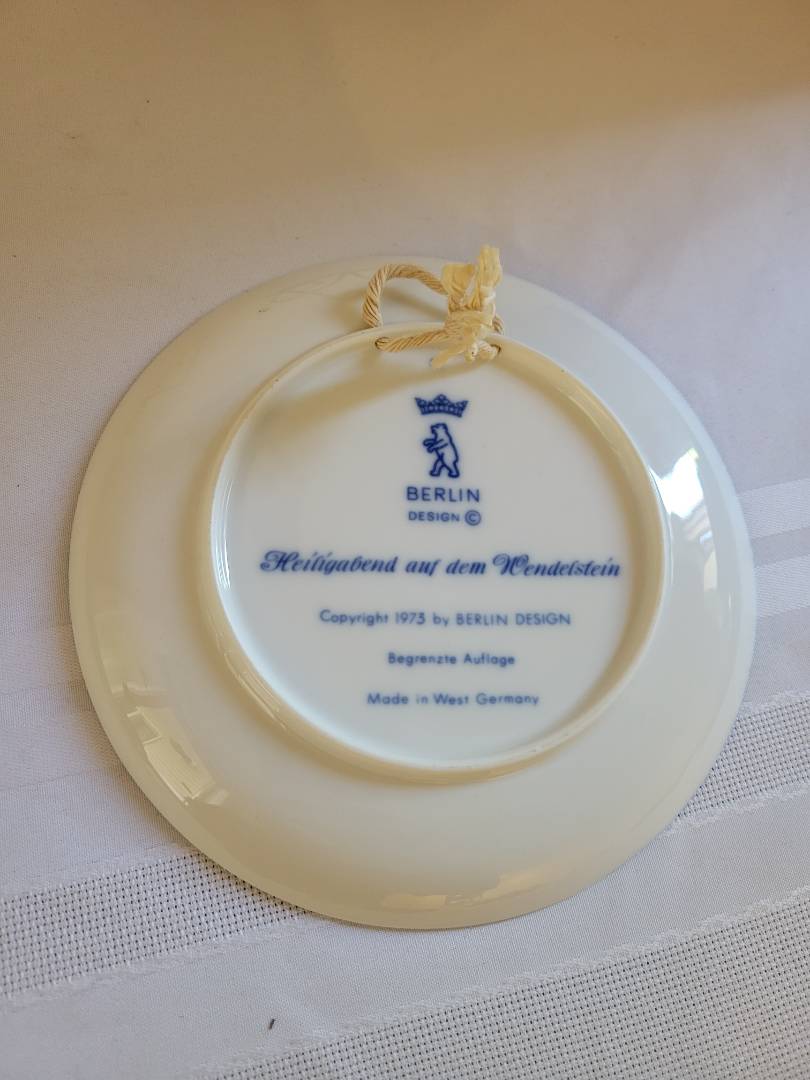 BERLIN
DESIGN ©
Heiligabend auf dem Wendelstein
Copyright 1973 by BERLIN DESIGN
Begrenzte Auflage
Made in West Germany